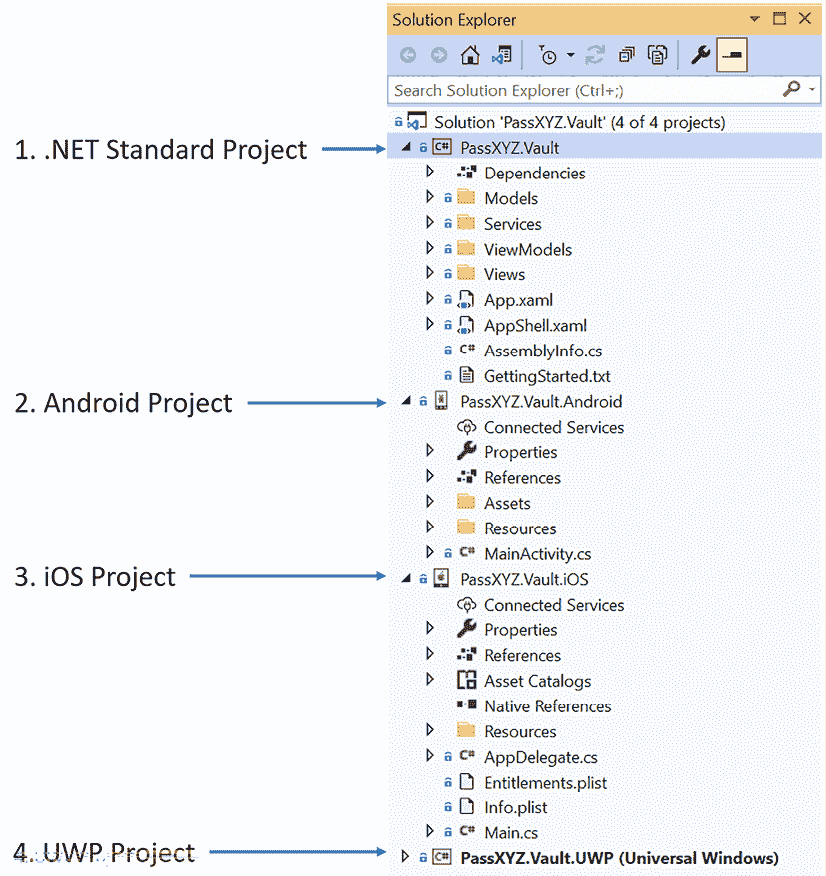 Solution Explorer
Search Solution Explorer (Ctrl+;)
Solution 'PassXYZ.Vault' (4 of 4 projects)
1. .NET Standard Project
C# PassXYZ.Vault
Dependencies
Models
Services
ViewModels
Views
App.xaml
AppShell.xaml
C# AssemblyInfo.cs
GettingStarted.txt
2. Android Project
PassXYZ.Vault.Android
Connected Services
Properties
References
Assets
Resources
C# MainActivity.cs
3. iOS Project
PassXYZ.Vault.iOS
Connected Services
Properties
References
Asset Catalogs
Native References
Resources
C# AppDelegate.cs
Entitlements.plist
Info.plist
C# Main.cs
4. UWP Project
C# PassXYZ.Vault.UWP (Universal Windows)